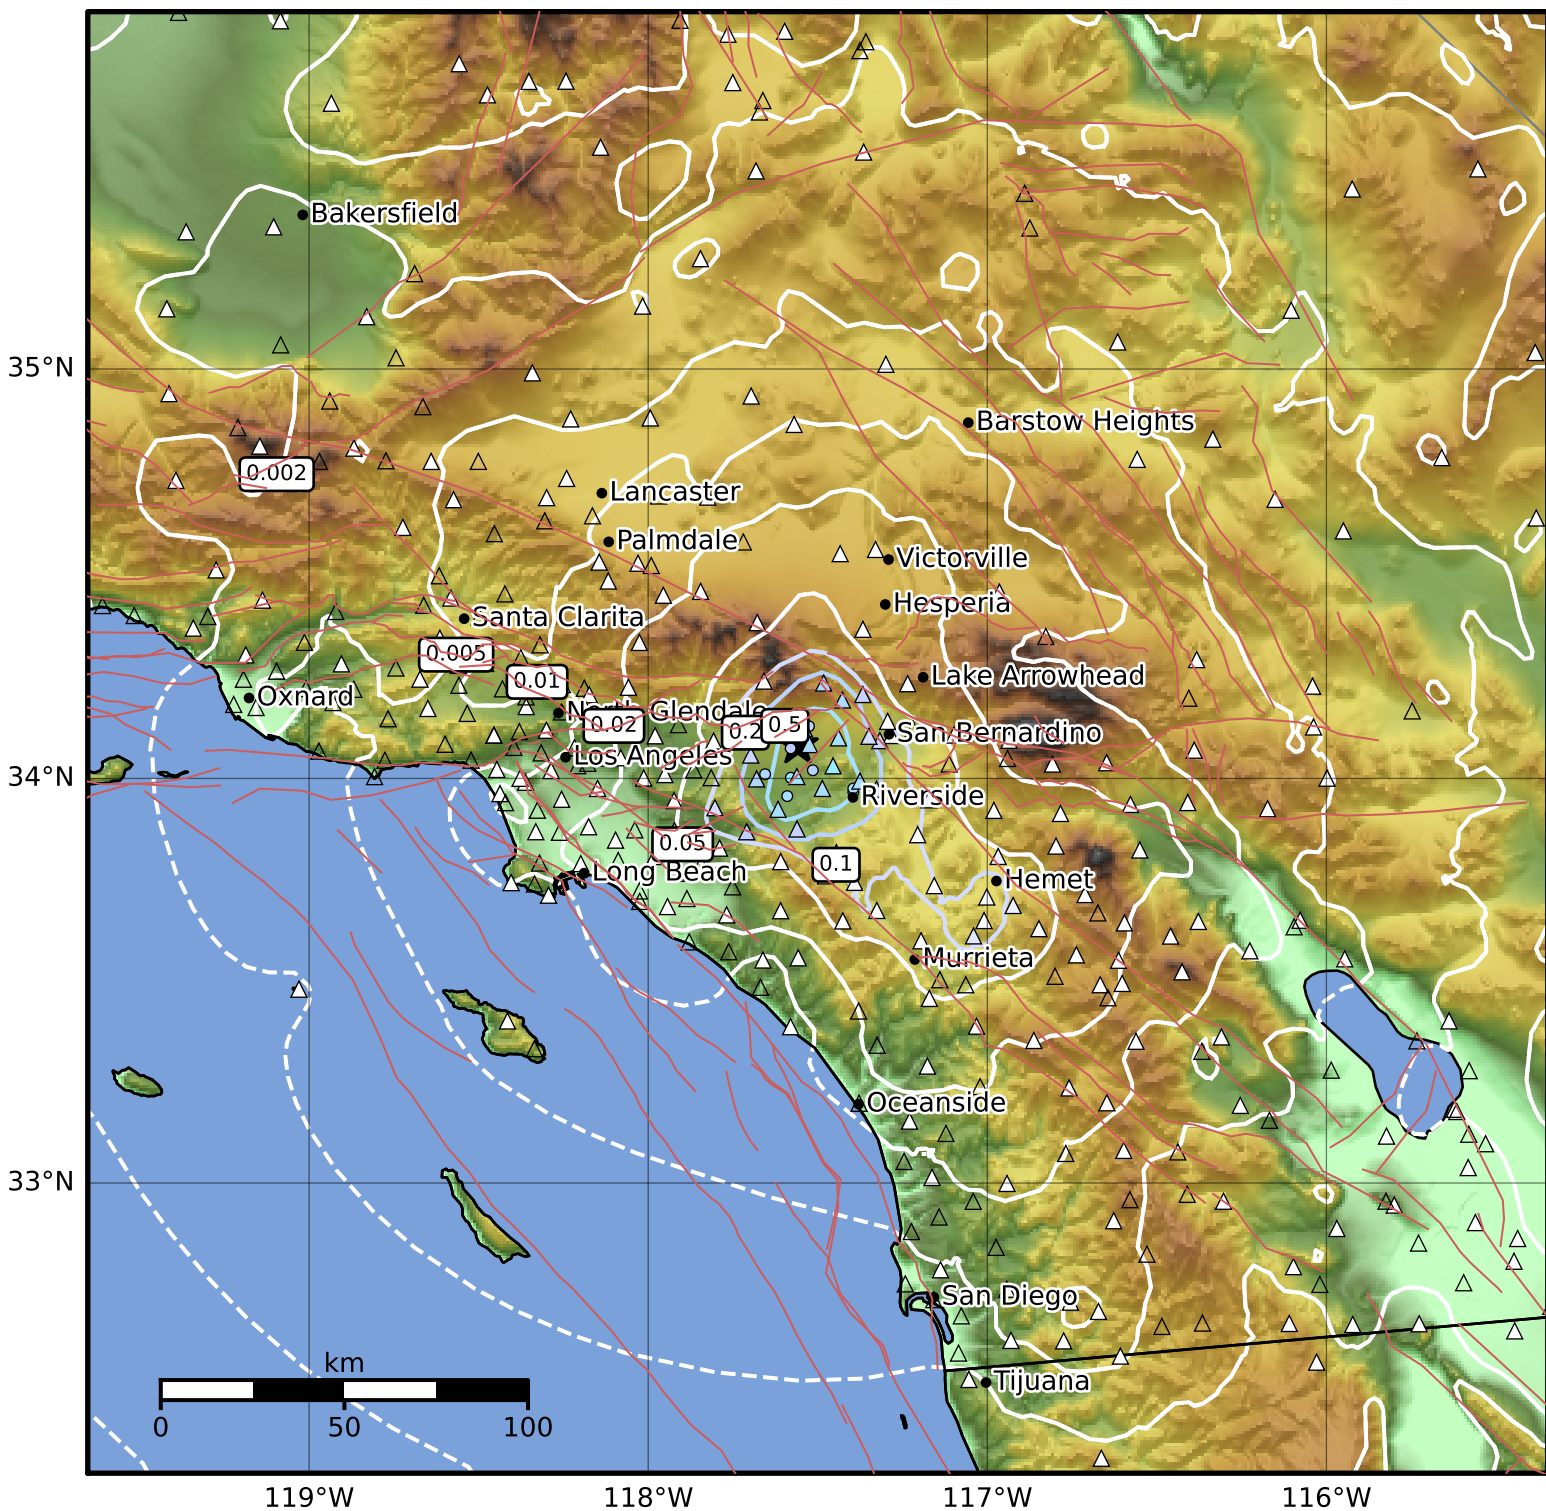 Bakersfield
35°N
Barstow Heights
0.002
Lancaster
Palmdale
Victorville
Hesperia
Santa Clarita
0.005
0.01
Lake Arrowhead
Oxnard
North Glendale
0.02
0.2
0.5
San Bernardino
Los Angeles
34°N
Riverside
0.05
0.1
Long Beach
Hemet
Murrieta
Oceanside
33°N
San Diego
km
0 50 100
Tijuana
119°W 118°W 117°W 116°W